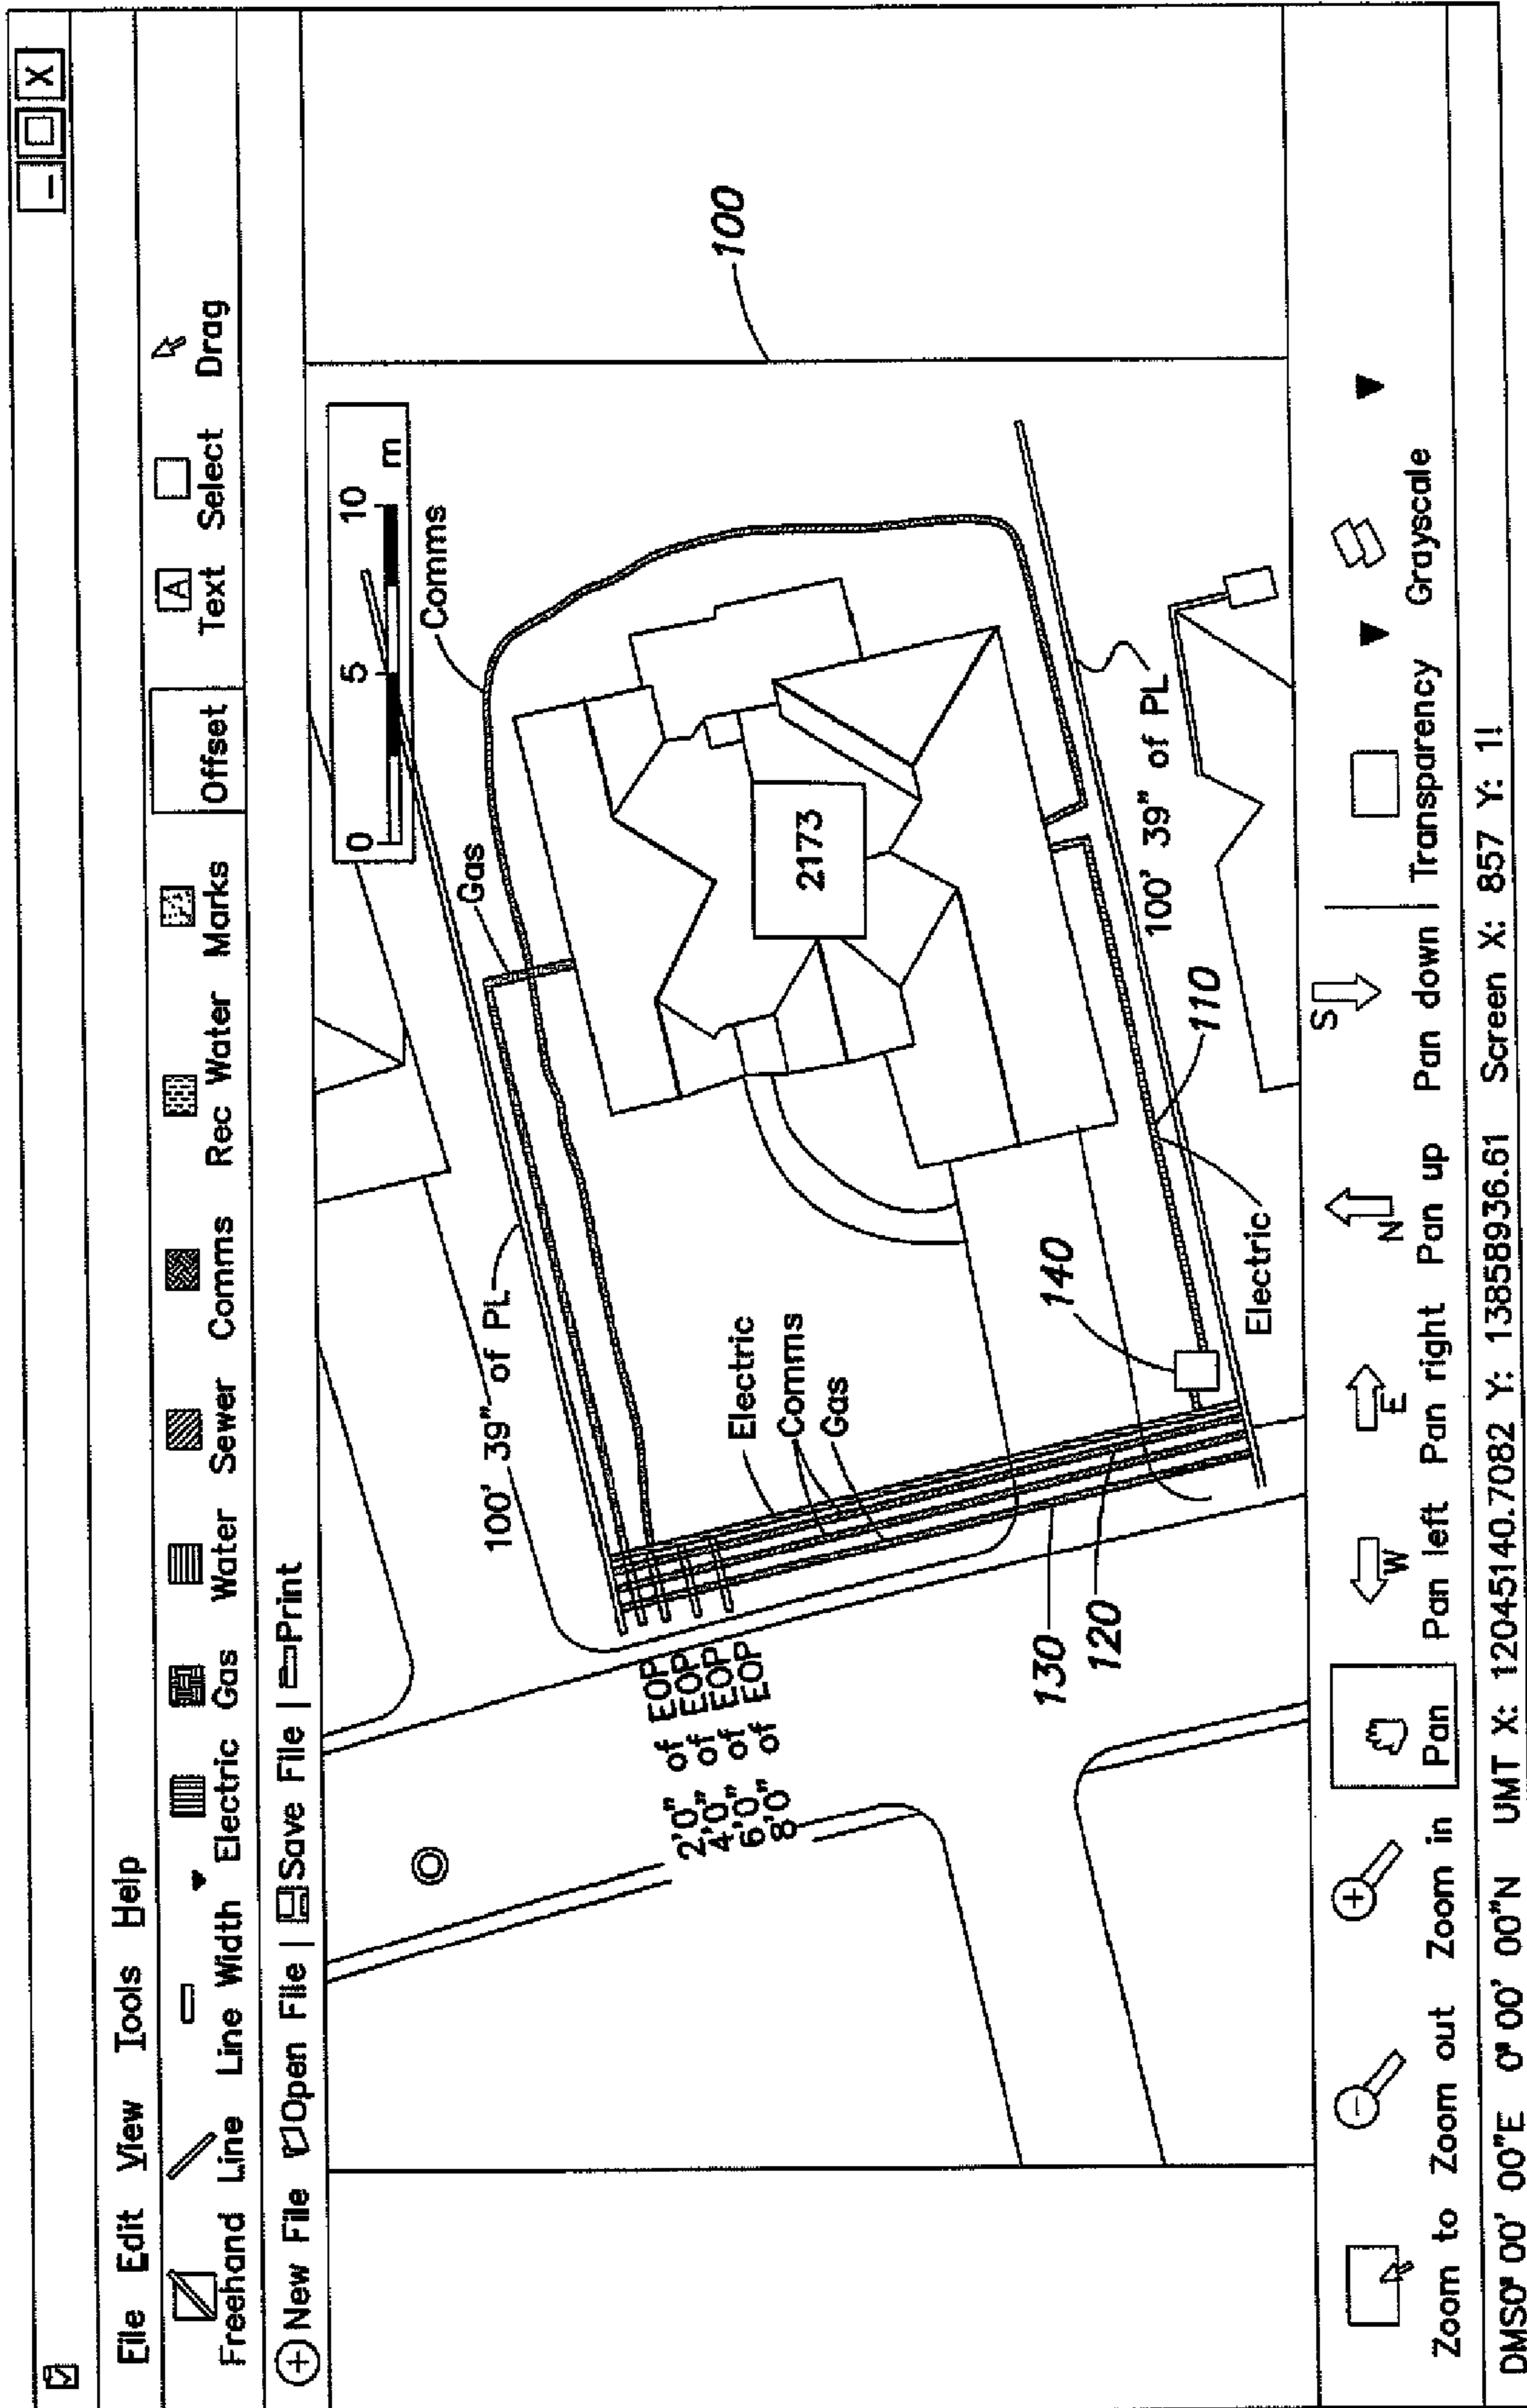 File Edit View Tools Help
Freehand Line Line Width Electric Gas Water Sewer Comms Rec Water Marks Offset Text Select Drag
A
New File Open File | Save File | Print
0 5 10
m
Comms
Gas
100' 39" of PL
100
2'0" of EOP
4'0" of EOP
6'0" of EOP
8'0" of EOP
Electric
Comms
Gas
2173
130
120
140
Electric
110
100' 39" of PL
W E N S
Zoom to Zoom out Zoom in Pan Pan left Pan right Pan up Pan down | Transparency Grayscale
DMS0" 00' 00"E 0" 00' 00"N UMT X: 12045140.7082 Y: 13858936.61 Screen X: 857 Y: 1!